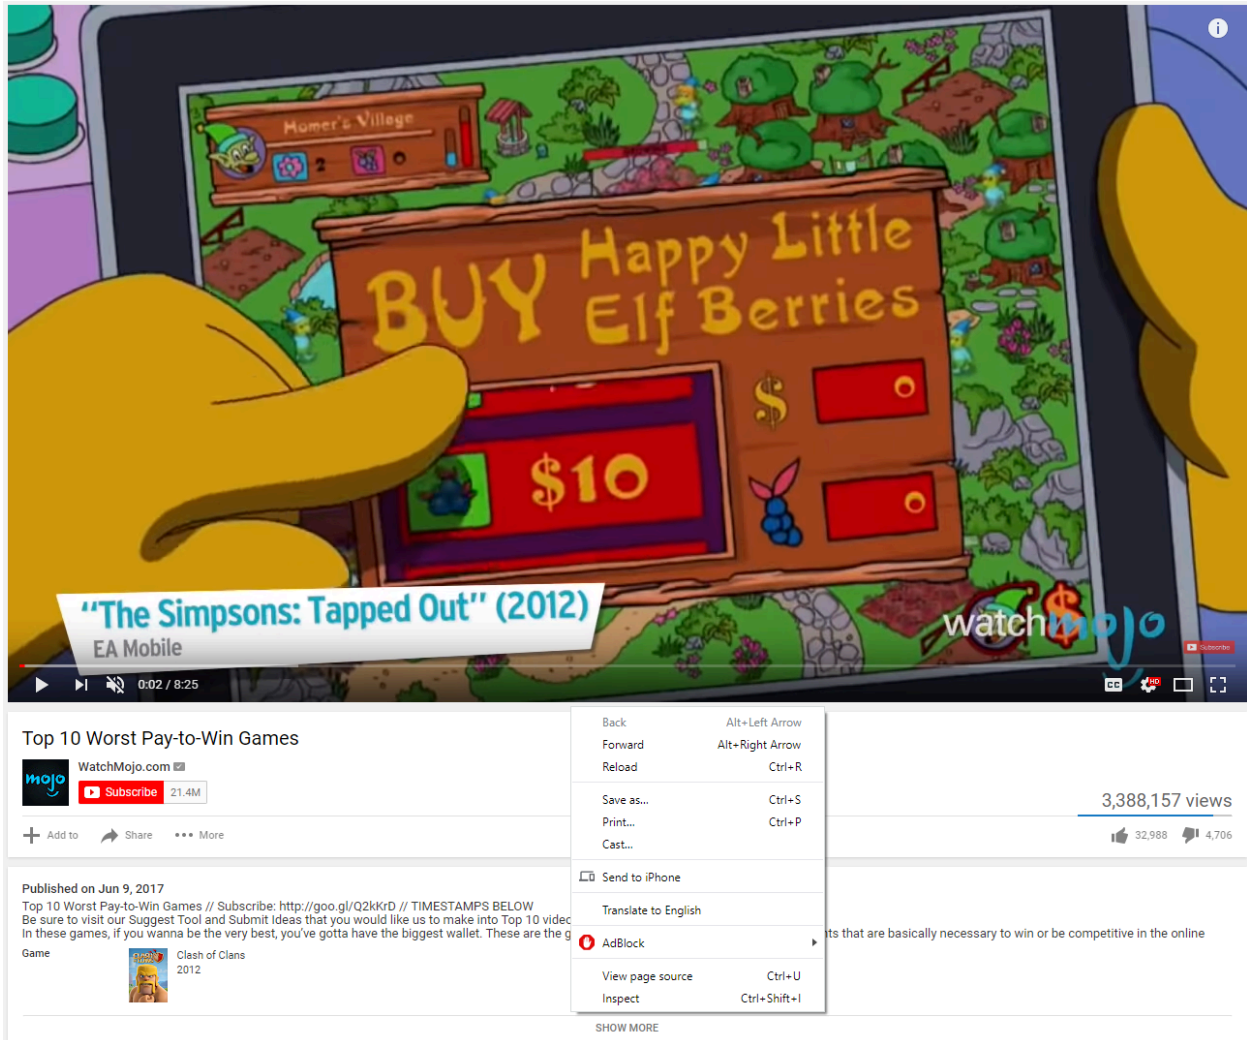 Homer's Village
2
BUY Happy Little
Elf Berries
$
$10
"The Simpsons: Tapped Out" (2012)
EA Mobile
watchmojo
Subscribe
0:02 / 8:25
CC
HD
Top 10 Worst Pay-to-Win Games
mojo
WatchMojo.com
Subscribe 21.4M
3,388,157 views
Add to Share More
32,988 4,706
Back Alt+Left Arrow
Forward Alt+Right Arrow
Reload Ctrl+R
Save as... Ctrl+S
Print... Ctrl+P
Cast...
Send to iPhone
Translate to English
AdBlock
View page source Ctrl+U
Inspect Ctrl+Shift+I
Published on Jun 9, 2017
Top 10 Worst Pay-to-Win Games // Subscribe: http://goo.gl/Q2kKrD // TIMESTAMPS BELOW
Be sure to visit our Suggest Tool and Submit Ideas that you would like us to make into Top 10 videc
In these games, if you wanna be the very best, you've gotta have the biggest wallet. These are the g ts that are basically necessary to win or be competitive in the online
Game
Clash of Clans
2012
SHOW MORE